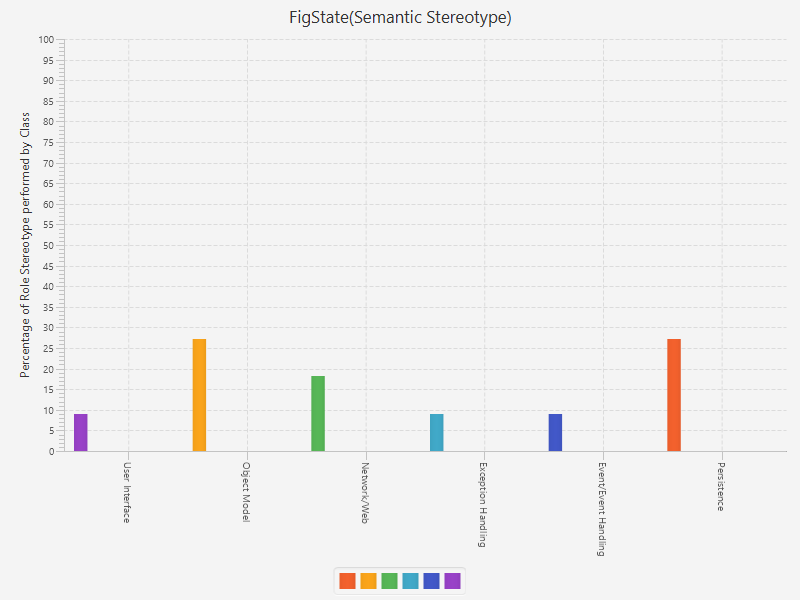 FigState(Semantic Stereotype)
Percentage of Role Stereotype performed by Class
100
95
90
85
80
75
70
65
60
55
50
45
40
35
30
25
20
15
10
5
0
User Interface
Object Model
Network/Web
Exception Handling
Event/Event Handling
Persistence